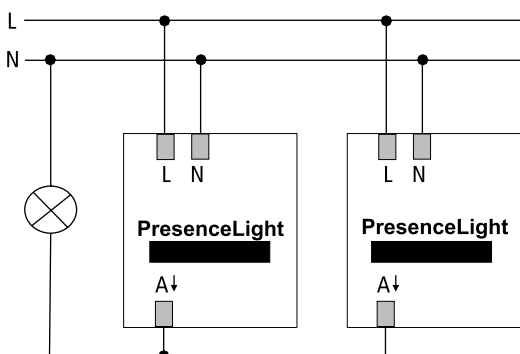 L
N
L N
L N
PresenceLight
PresenceLight
A↓
A↓